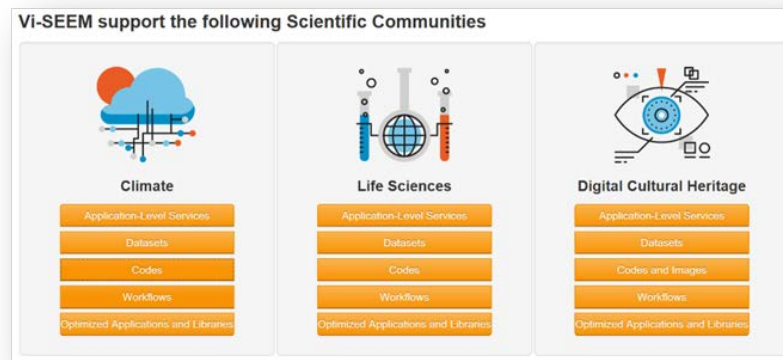 Vi-SEEM support the following Scientific Communities
Climate
Application-Level Services
Datasets
Codes
Workflows
Optimized Applications and Libraries
Life Sciences
Application-Level Services
Datasets
Codes
Workflows
Optimized Applications and Libraries
Digital Cultural Heritage
Application-Level Services
Datasets
Codes and Images
Workflows
Optimized Applications and Libraries